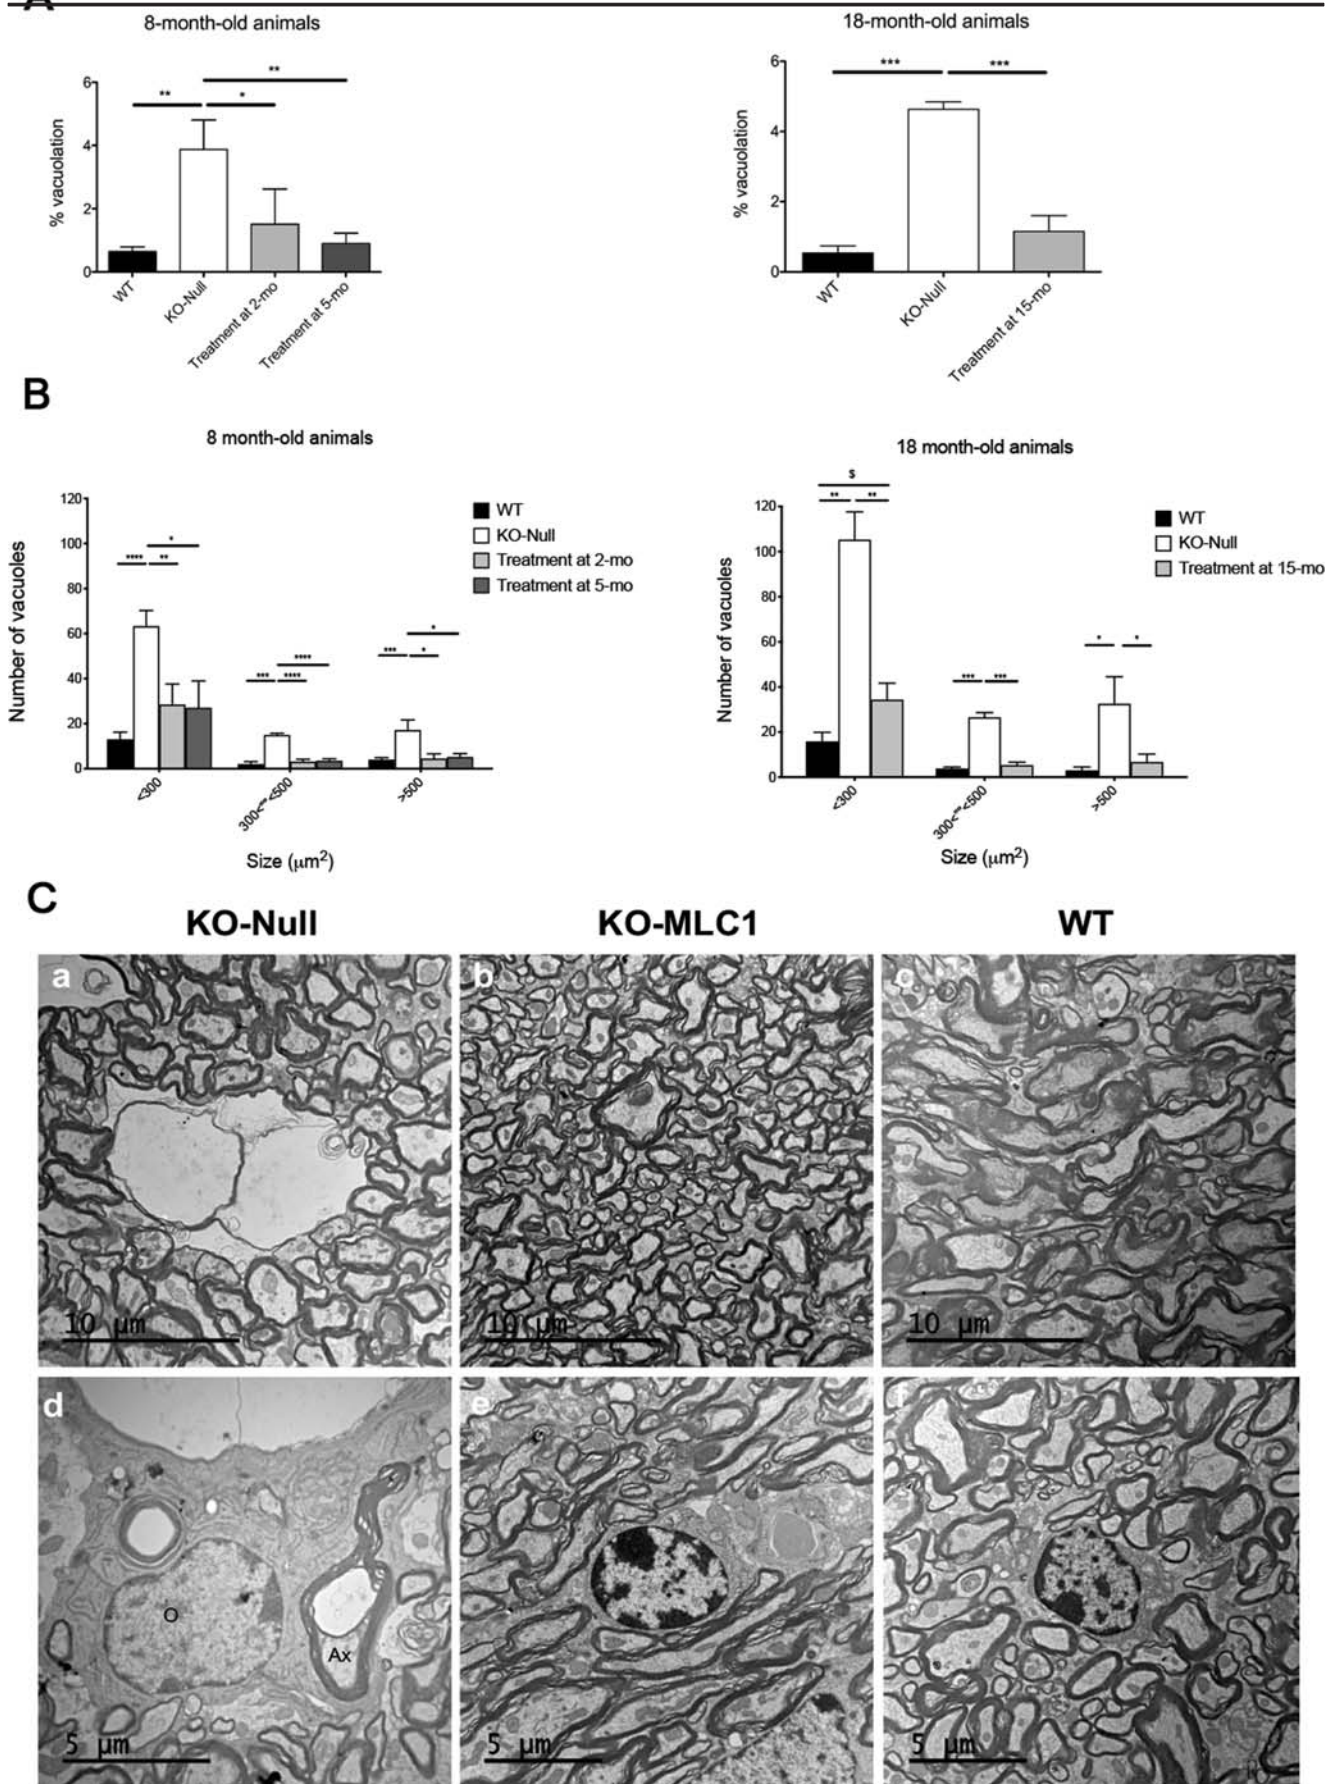 A
8-month-old animals
18-month-old animals
% vacuolation
6
4
2
0
**
*
**
WT
KO-Null
Treatment at 2-mo
Treatment at 5-mo
% vacuolation
6
4
2
0
***
***
WT
KO-Null
Treatment at 15-mo
B
8 month-old animals
Number of vacuoles
120
100
80
60
40
20
0
****
**
*
***
****
****
***
*
*
<300
>500
Size (μm²)
WT
KO-Null
Treatment at 2-mo
Treatment at 5-mo
18 month-old animals
Number of vacuoles
120
100
80
60
40
20
0
$
**
**
***
***
*
*
<300
>500
Size (μm²)
WT
KO-Null
Treatment at 15-mo
C
KO-Null
KO-MLC1
WT
a
b
c
10 μm
10 μm
10 μm
d
e
f
O
Ax
5 μm
5 μm
5 μm